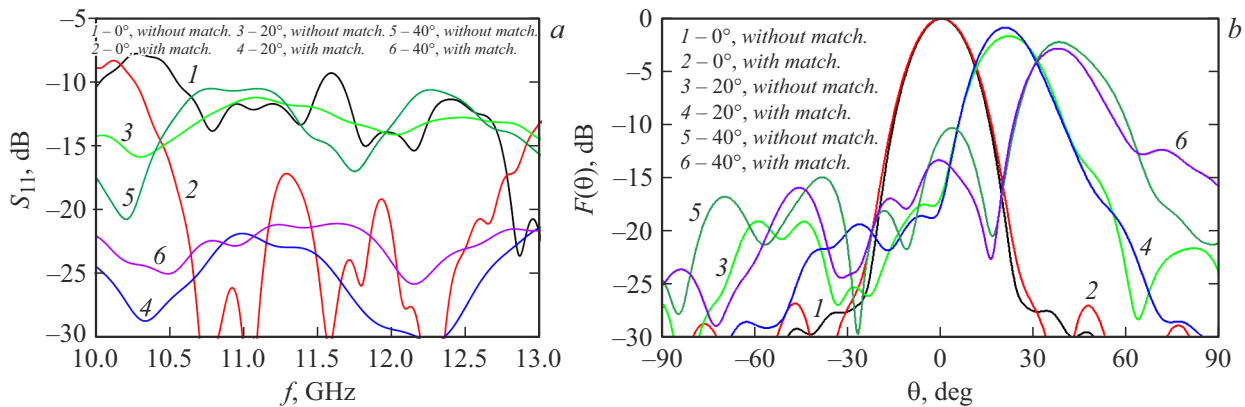 −5
−10
−15
−20
−25
−30
S11, dB
1 – 0°, without match. 3 – 20°, without match. 5 – 40°, without match.
2 – 0°, with match. 4 – 20°, with match. 6 – 40°, with match.
a
1
3
5
2
6
4
10.0 10.5 11.0 11.5 12.0 12.5 13.0
f, GHz
0
−5
−10
−15
−20
−25
−30
F(θ), dB
1 – 0°, without match.
2 – 0°, with match.
3 – 20°, without match.
4 – 20°, with match.
5 – 40°, without match.
6 – 40°, with match.
b
6
5
3
4
1
2
−90 −60 −30 0 30 60 90
θ, deg